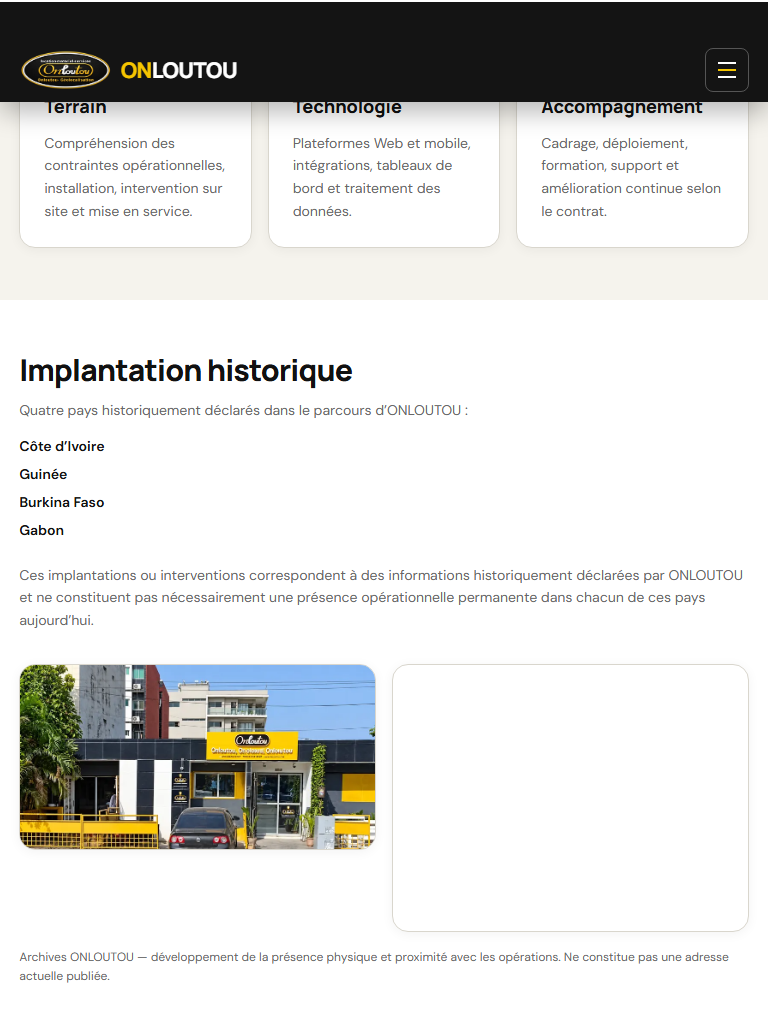 Onloutou
ONLOUTOU
Terrain
Compréhension des
contraintes opérationnelles,
installation, intervention sur
site et mise en service.
Technologie
Plateformes Web et mobile,
intégrations, tableaux de
bord et traitement des
données.
Accompagnement
Cadrage, déploiement,
formation, support et
amélioration continue selon
le contrat.
Implantation historique
Quatre pays historiquement déclarés dans le parcours d’ONLOUTOU :
Côte d’Ivoire
Guinée
Burkina Faso
Gabon
Ces implantations ou interventions correspondent à des informations historiquement déclarées par ONLOUTOU
et ne constituent pas nécessairement une présence opérationnelle permanente dans chacun de ces pays
aujourd’hui.
Onloutou
Archives ONLOUTOU — développement de la présence physique et proximité avec les opérations. Ne constitue pas une adresse
actuelle publiée.